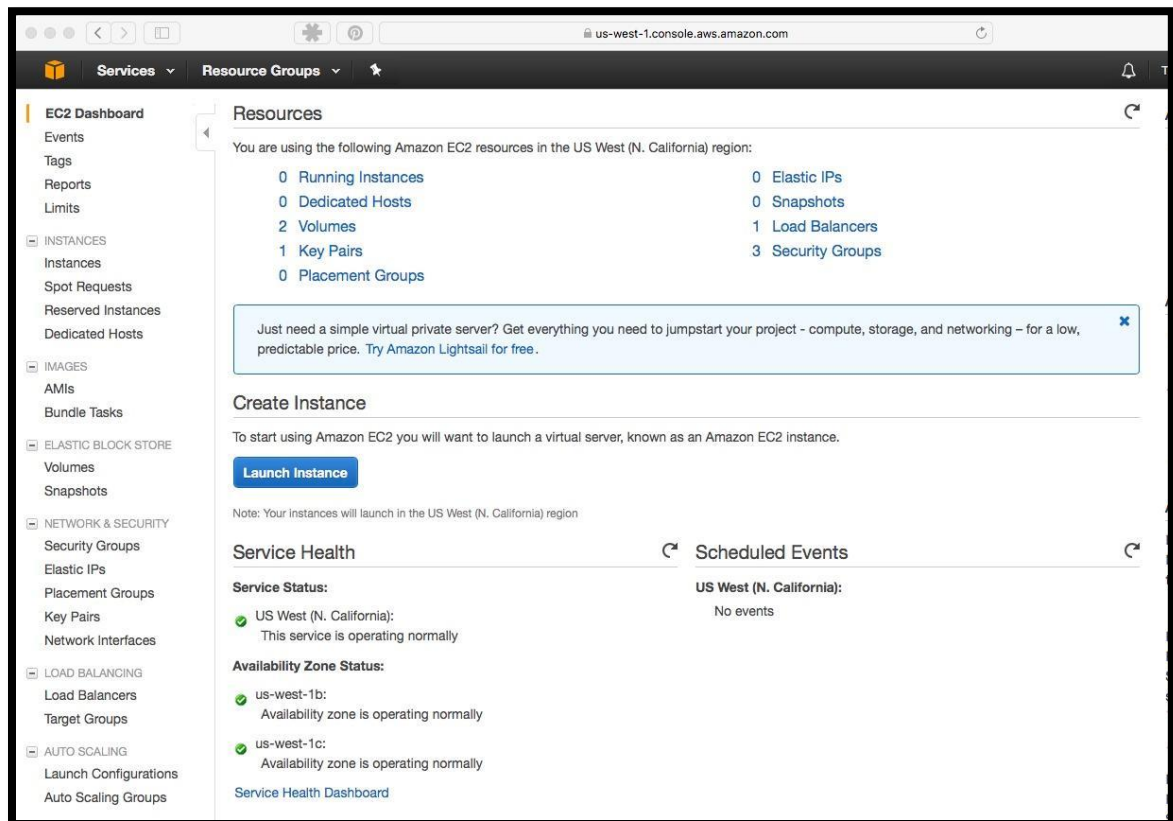 us-west-1.console.aws.amazon.com
Services
Resource Groups
EC2 Dashboard
Events
Tags
Reports
Limits
INSTANCES
Instances
Spot Requests
Reserved Instances
Dedicated Hosts
IMAGES
AMIs
Bundle Tasks
ELASTIC BLOCK STORE
Volumes
Snapshots
NETWORK & SECURITY
Security Groups
Elastic IPs
Placement Groups
Key Pairs
Network Interfaces
LOAD BALANCING
Load Balancers
Target Groups
AUTO SCALING
Launch Configurations
Auto Scaling Groups
Resources
You are using the following Amazon EC2 resources in the US West (N. California) region:
0 Running Instances
0 Dedicated Hosts
2 Volumes
1 Key Pairs
0 Placement Groups
0 Elastic IPs
0 Snapshots
1 Load Balancers
3 Security Groups
Just need a simple virtual private server? Get everything you need to jumpstart your project - compute, storage, and networking – for a low,
predictable price. Try Amazon Lightsail for free.
Create Instance
To start using Amazon EC2 you will want to launch a virtual server, known as an Amazon EC2 instance.
Launch Instance
Note: Your instances will launch in the US West (N. California) region
Service Health
Service Status:
US West (N. California):
This service is operating normally
Availability Zone Status:
us-west-1b:
Availability zone is operating normally
us-west-1c:
Availability zone is operating normally
Service Health Dashboard
Scheduled Events
US West (N. California):
No events